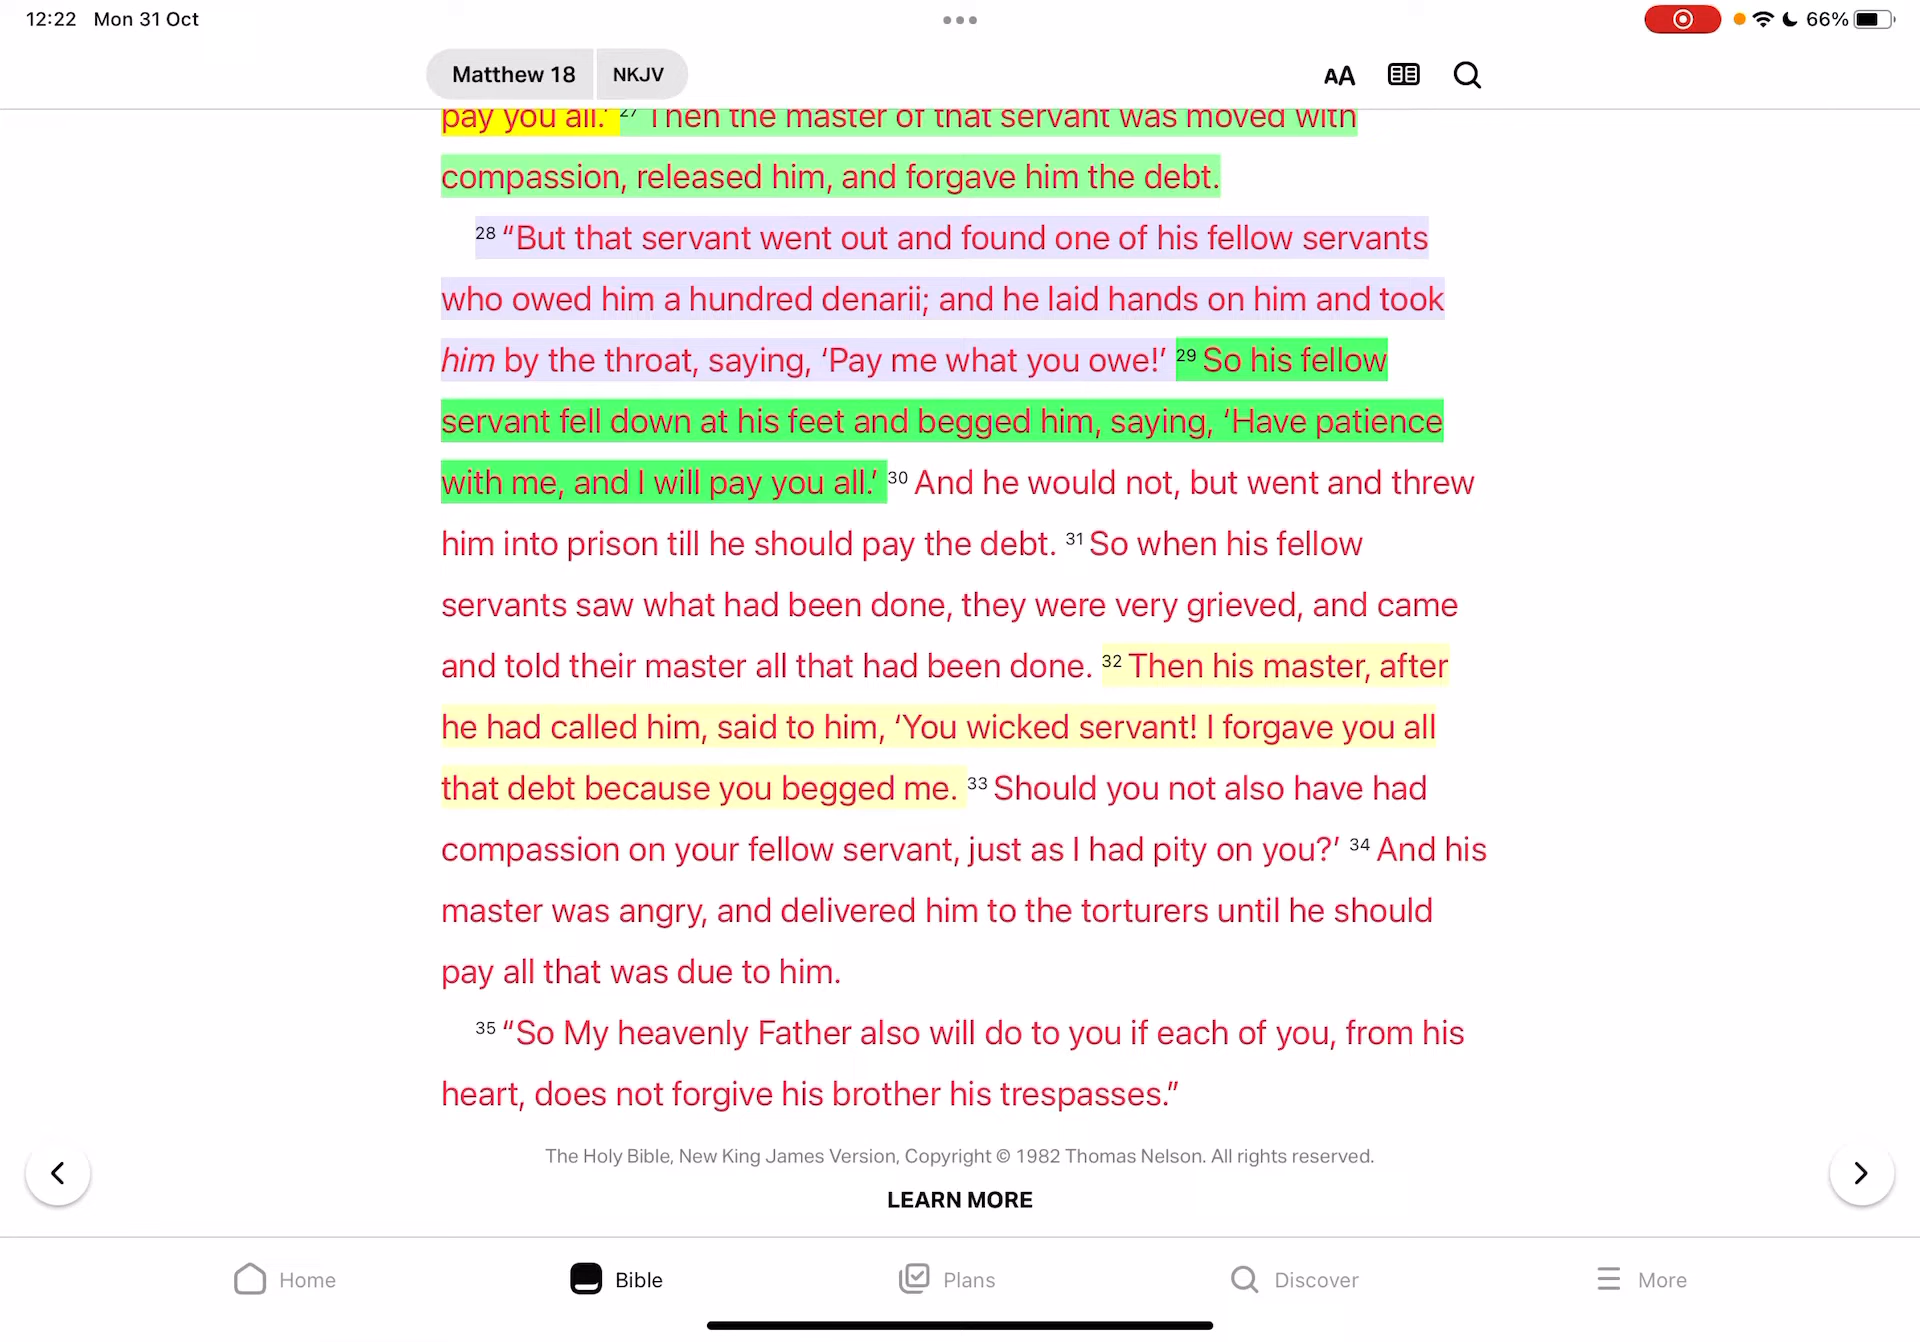 12:22 Mon 31 Oct
66%
Matthew 18 NKJV
AA
pay you all.’ 27 Then the master of that servant was moved with
compassion, released him, and forgave him the debt.
28 “But that servant went out and found one of his fellow servants
who owed him a hundred denarii; and he laid hands on him and took
him by the throat, saying, ‘Pay me what you owe!’ 29 So his fellow
servant fell down at his feet and begged him, saying, ‘Have patience
with me, and I will pay you all.’ 30 And he would not, but went and threw
him into prison till he should pay the debt. 31 So when his fellow
servants saw what had been done, they were very grieved, and came
and told their master all that had been done. 32 Then his master, after
he had called him, said to him, ‘You wicked servant! I forgave you all
that debt because you begged me. 33 Should you not also have had
compassion on your fellow servant, just as I had pity on you?’ 34 And his
master was angry, and delivered him to the torturers until he should
pay all that was due to him.
35 “So My heavenly Father also will do to you if each of you, from his
heart, does not forgive his brother his trespasses.”
The Holy Bible, New King James Version, Copyright © 1982 Thomas Nelson. All rights reserved.
LEARN MORE
Home Bible Plans Discover More